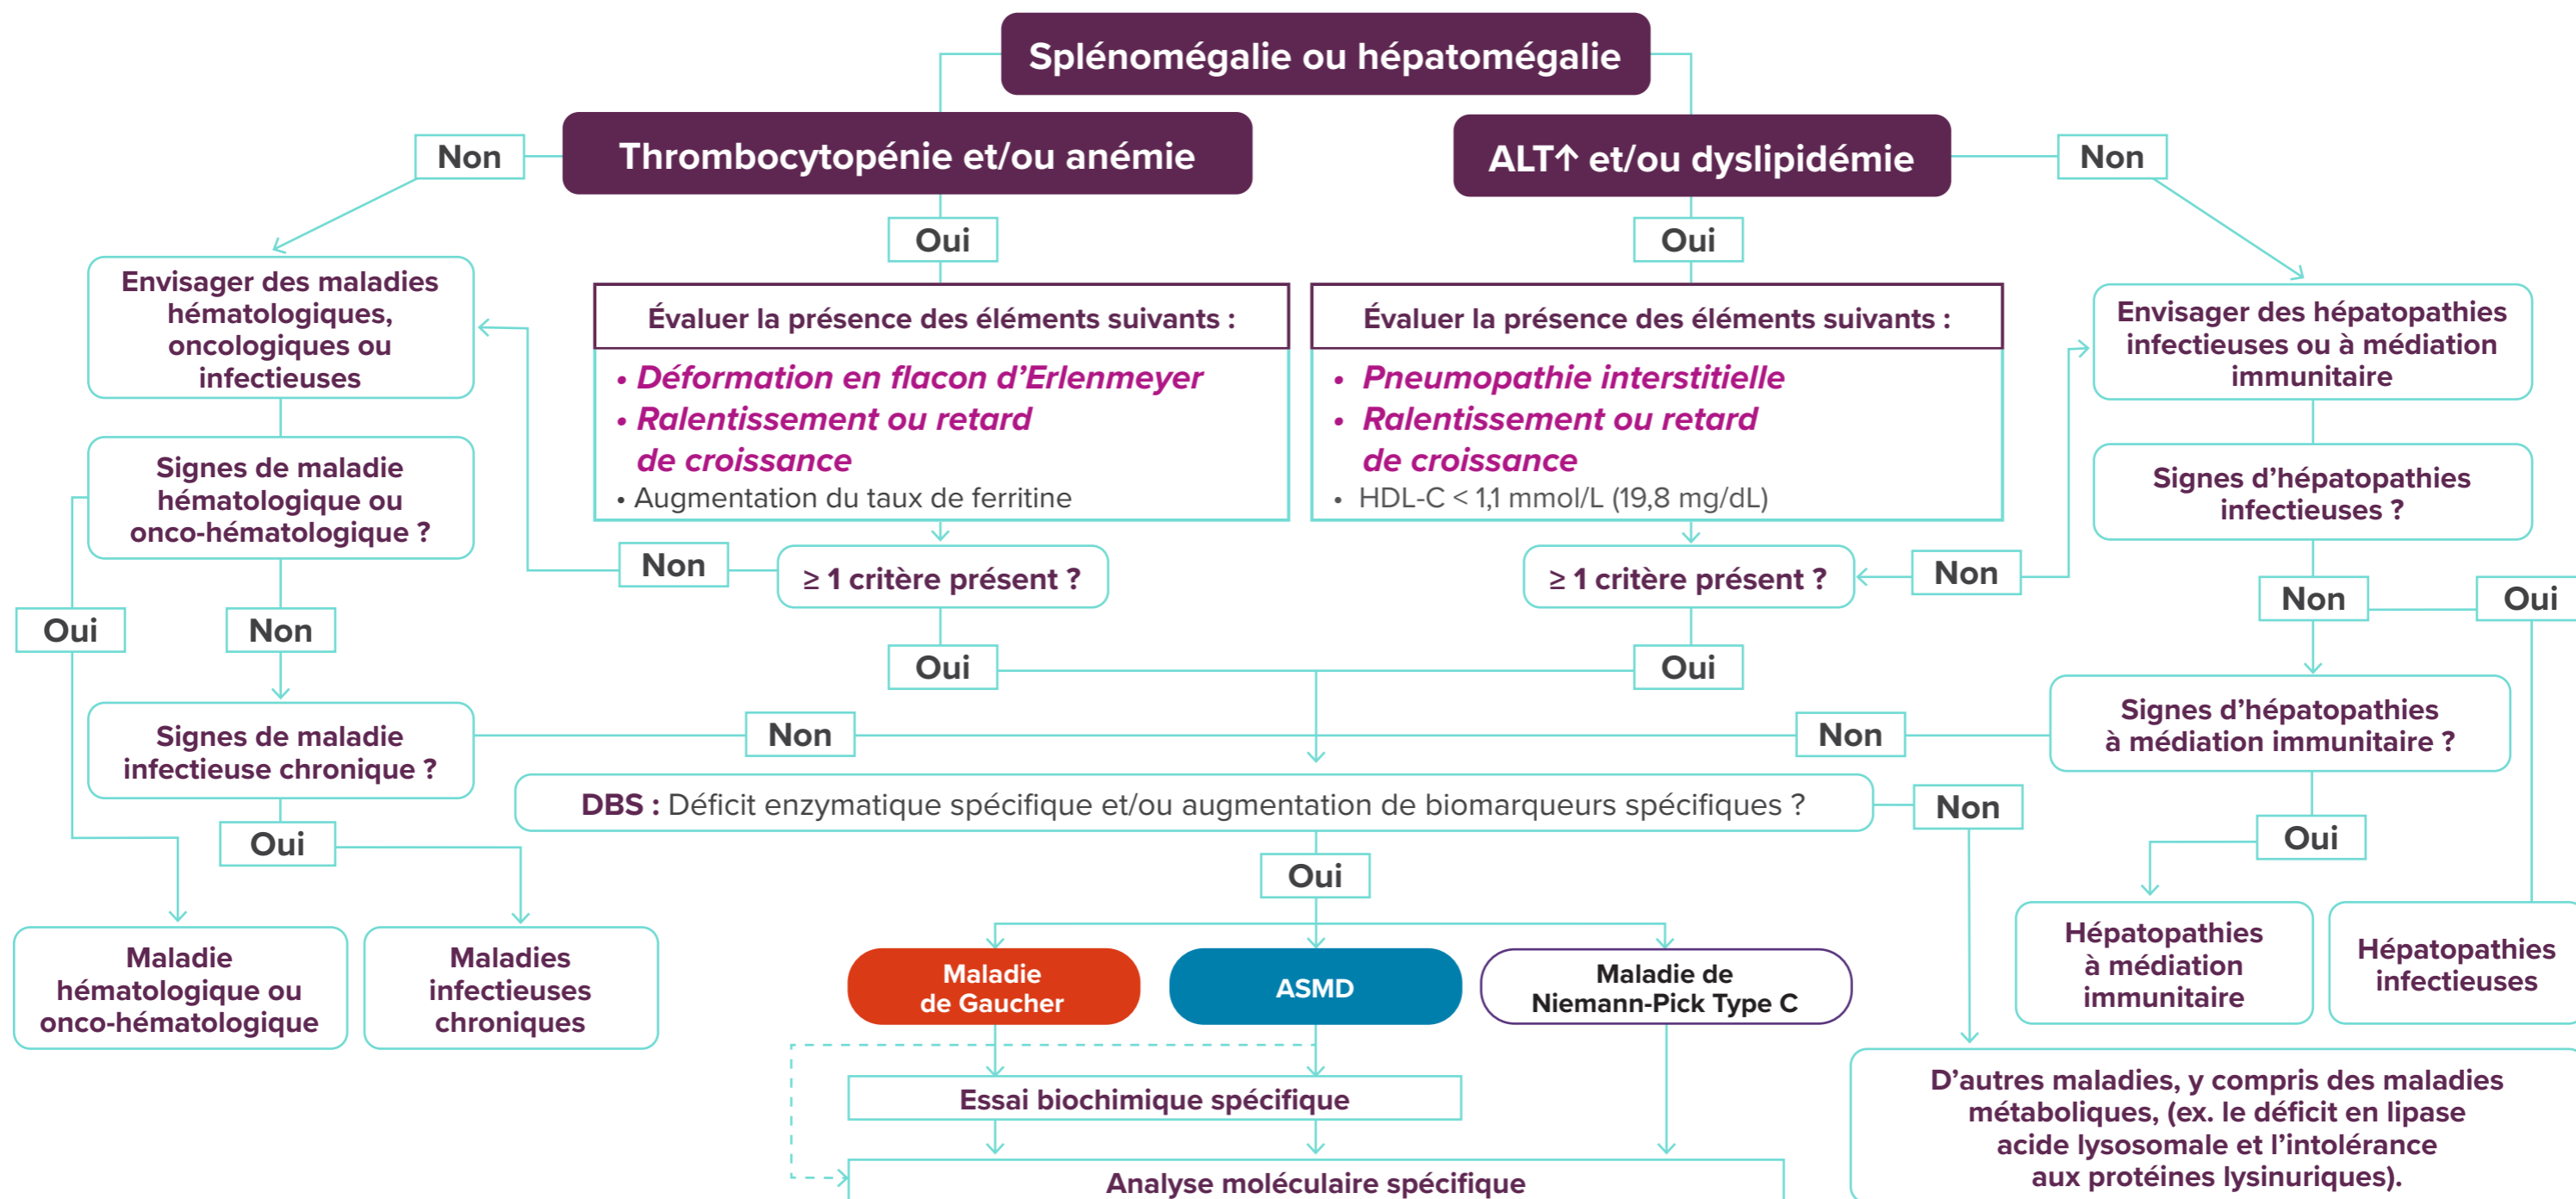 Splénomégalie ou hépatomégalie
Non
Thrombocytopénie et/ou anémie
ALT↑ et/ou dyslipidémie
Non
Oui
Oui
Envisager des maladies
hématologiques,
oncologiques ou
infectieuses
Évaluer la présence des éléments suivants :
• Déformation en flacon d'Erlenmeyer
• Ralentissement ou retard
de croissance
• Augmentation du taux de ferritine
Évaluer la présence des éléments suivants :
• Pneumopathie interstitielle
• Ralentissement ou retard
de croissance
• HDL-C < 1,1 mmol/L (19,8 mg/dL)
Envisager des hépatopathies
infectieuses ou à médiation
immunitaire
Signes de maladie
hématologique ou
onco-hématologique ?
Signes d'hépatopathies
infectieuses ?
Non
≥ 1 critère présent ?
≥ 1 critère présent ?
Non
Non
Oui
Oui
Non
Oui
Oui
Signes de maladie
infectieuse chronique ?
Non
Non
Signes d'hépatopathies
à médiation immunitaire ?
DBS : Déficit enzymatique spécifique et/ou augmentation de biomarqueurs spécifiques ?
Non
Oui
Oui
Oui
Maladie
hématologique ou
onco-hématologique
Maladies
infectieuses
chroniques
Maladie
de Gaucher
ASMD
Maladie de
Niemann-Pick Type C
Hépatopathies
à médiation
immunitaire
Hépatopathies
infectieuses
Essai biochimique spécifique
Analyse moléculaire spécifique
D'autres maladies, y compris des maladies
métaboliques, (ex. le déficit en lipase
acide lysosomale et l'intolérance
aux protéines lysinuriques).